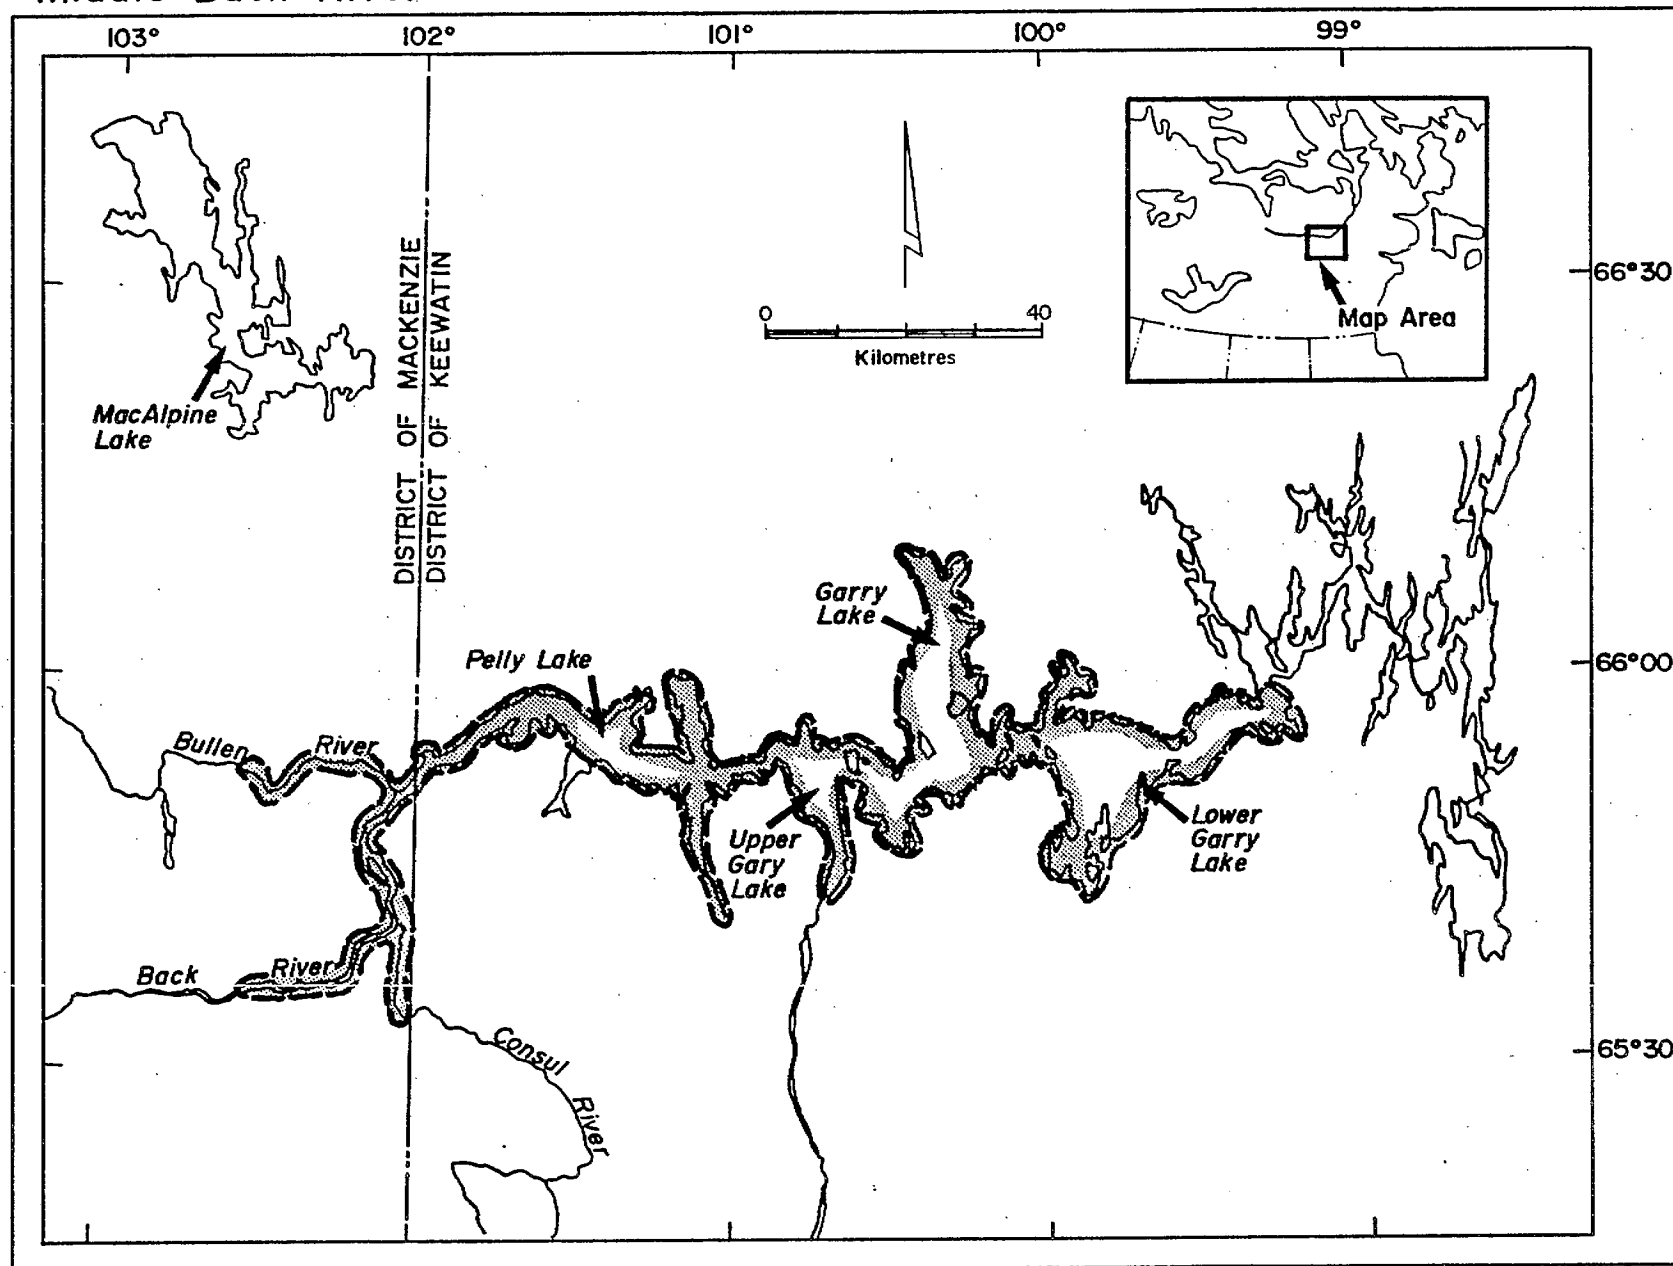 103° 102° 101° 100° 99°
66°30
DISTRICT OF MACKENZIE
DISTRICT OF KEEWATIN
0 40
Kilometres
Map Area
MacAlpine
Lake
Garry
Lake
Pelly Lake
66°00
Bullen River
Upper
Gary
Lake
Lower
Garry
Lake
Back River
Consul
River
65°30